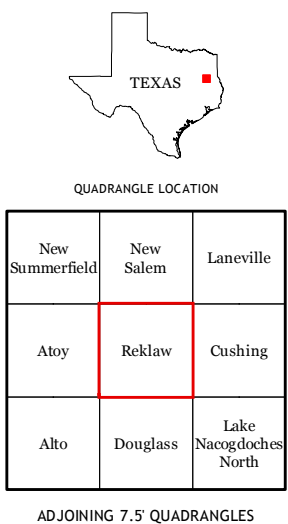 TEXAS
QUADRANGLE LOCATION
New
Summerfield
New
Salem
Laneville
Atoy
Reklaw
Cushing
Alto
Douglass
Lake
Nacogdoches
North
ADJOINING 7.5' QUADRANGLES